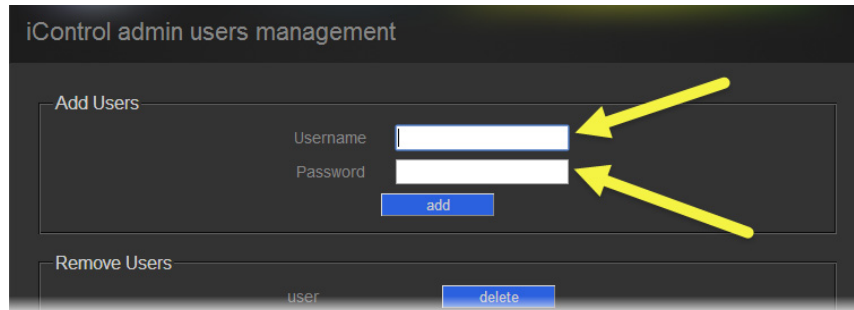 iControl admin users management
Add Users
Username
Password
add
Remove Users
user delete